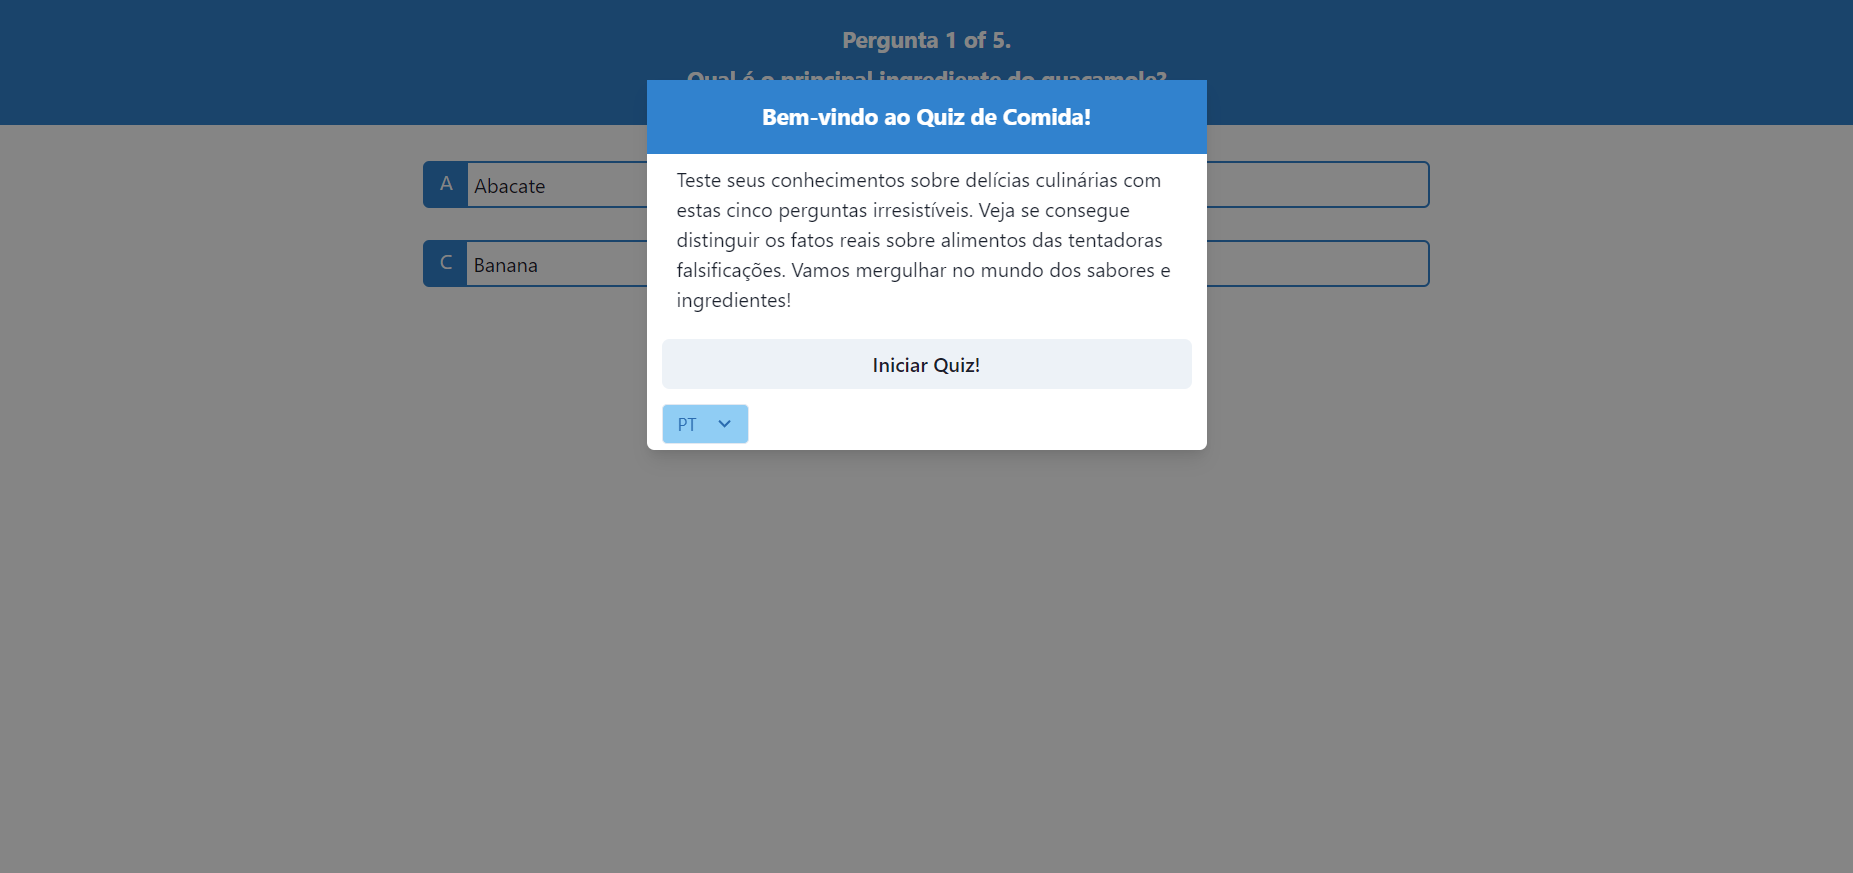 Pergunta 1 of 5.
Qual é o principal ingrediente do guacamole?
Bem-vindo ao Quiz de Comida!
A Abacate
C Banana
Teste seus conhecimentos sobre delícias culinárias com
estas cinco perguntas irresistíveis. Veja se consegue
distinguir os fatos reais sobre alimentos das tentadoras
falsificações. Vamos mergulhar no mundo dos sabores e
ingredientes!
Iniciar Quiz!
PT